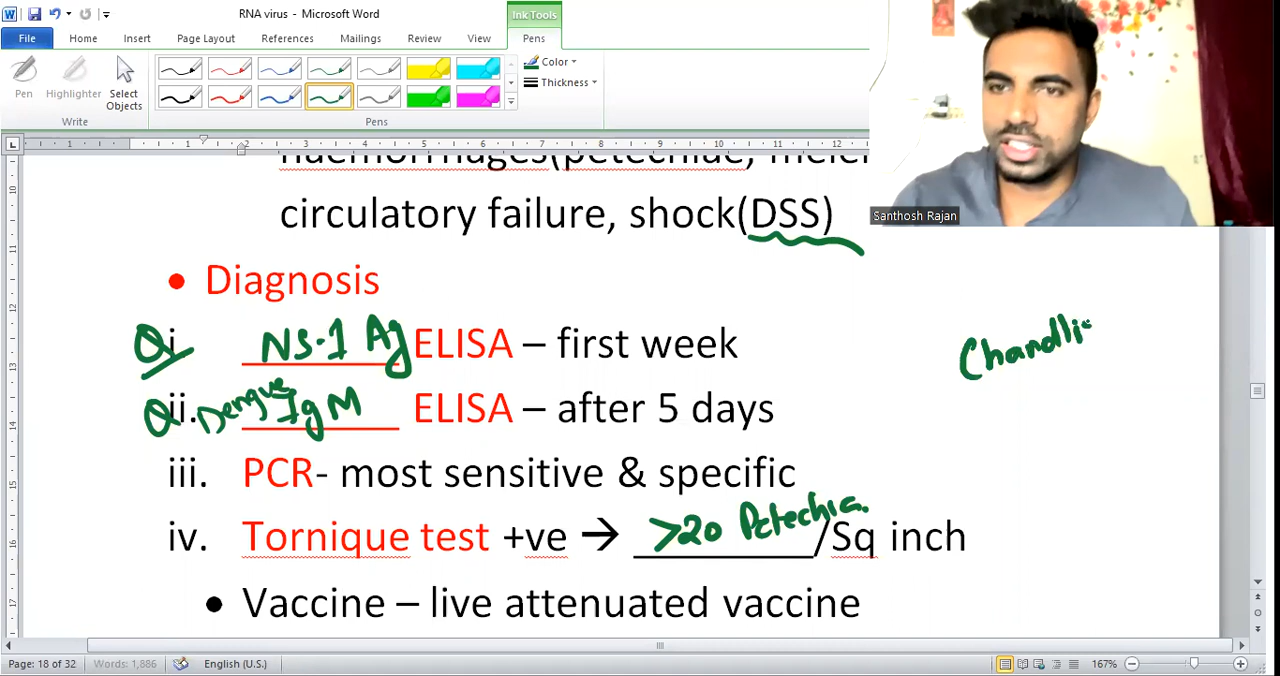 RNA virus - Microsoft Word
Ink Tools
File Home Insert Page Layout References Mailings Review View Pens
Pen Highlighter Select Objects
Color
Thickness
Write
Pens
Santhosh Rajan
haemorrhages(petechiae,
circulatory failure, shock(DSS)
Diagnosis
i. NS-1 Ag ELISA – first week
ii. Dengue IgM ELISA – after 5 days
iii. PCR- most sensitive & specific
iv. Tornique test +ve → >20 Petechia. /Sq inch
Vaccine – live attenuated vaccine
Chandli
Q
Q
Page: 18 of 32 Words: 1,886 English (U.S.) 167%